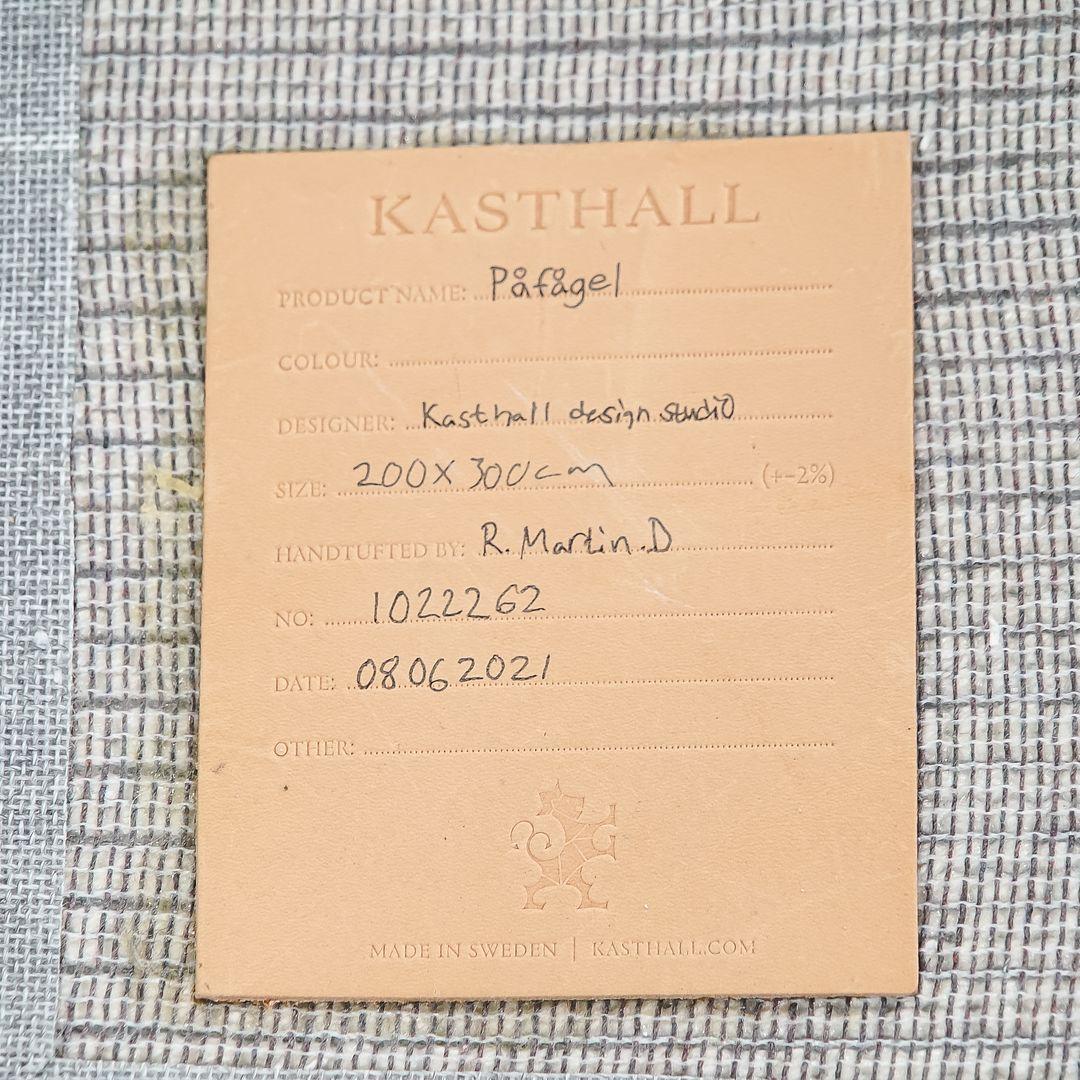 KASTHALL
PRODUCT NAME: Påfågel
COLOUR:
DESIGNER: Kasthall design studio
SIZE: 200X300cm (+-2%)
HANDTUFTED BY: R. Martin.D
NO: 1022262
DATE: 08062021
OTHER:
MADE IN SWEDEN | KASTHALL.COM